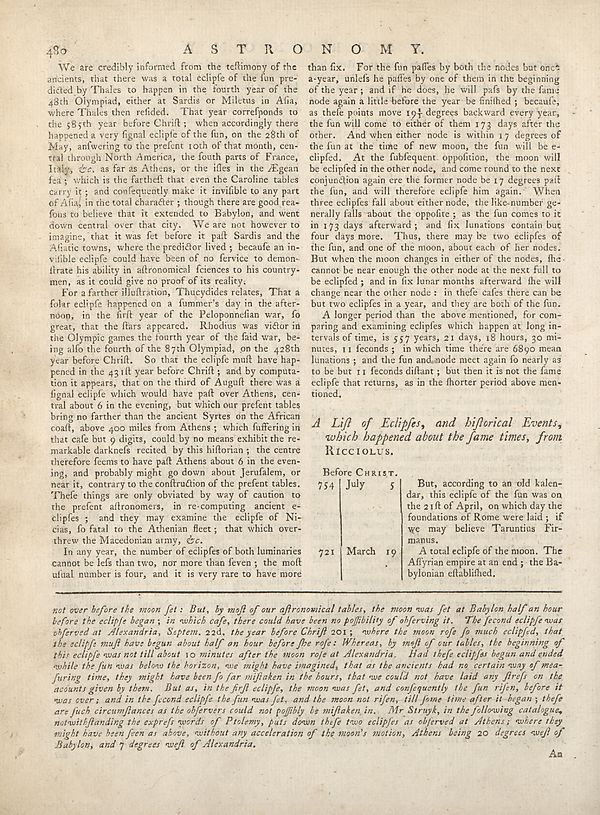 480
A S T R O N O M Y.
We are credibly informed from the teſtimony of the
ancients, that there was a total eclipſe of the ſun pre-
dicted by Thales to happen in the fourth year of the
48th Olympiad, either at Sardis or Miletus in Aſia,
where Thales then reſided. That year correſponds to
the 585th year before Chriſt; when accordingly there
happened a very ſignal eclipſe of the ſun, on the 28th of
May, anſwering to the preſent 10th of that month, cen-
tral through North America, the ſouth parts of France,
Italy, &c. as far as Athens, or the iſles in the Ægean
ſea; which is the fartheſt that even the Caroline tables
carry it; and conſequently make it inviſible to any part
of Aſia, in the total character; though there are good rea-
ſons to believe that it extended to Babylon, and went
down central over that city. We are not however to
imagine, that it was ſet before it paſt Sardis and the
Aſiatic towns, where the predictor lived; becauſe an in-
viſible eclipſe could have been of no ſervice to demon-
ſtrate his ability in aſtronomical ſciences to his country-
men, as it could give no proof of its reality.
For a farther illuſtration, Thucydides relates, That a
ſolar eclipſe happened on a ſummer's day in the after-
noon, in the firſt year of the Peloponneſian war, ſo
great, that the ſtars appeared. Rhodius was victor in
the Olympic games the fourth year of the ſaid war, be-
ing alſo the fourth of the 87th Olympiad, on the 428th
year before Chriſt. So that the eclipſe muſt have hap-
pened in the 431ſt year before Chriſt; and by computa-
tion it appears, that on the third of Auguſt there was a
ſignal eclipſe which would have paſt over Athens, cen-
tral about 6 in the evening, but which our preſent tables
bring no farther than the ancient Syrtes on the African
coaſt, above 400 miles from Athens; which ſuffering in
that caſe but 9 digits, could by no means exhibit the re-
markable darkneſs recited by this hiſtorian; the centre
therefore ſeems to have paſt Athens about 6 in the even-
ing, and probably might go down about Jeruſalem, or
near it, contrary to the conſtruction of the preſent tables.
Theſe things are only obviated by way of caution to
the preſent aſtronomers, in re-computing ancient e-
clipſes; and they may examine the eclipſe of Ni-
cias, ſo fatal to the Athenian fleet; that which over-
threw the Macedonian army, &c.
In any year, the number of eclipſes of both luminaries
cannot be leſs than two, nor more than ſeven; the moſt
uſual number is four, and it is very rare to have more
than ſix. For the ſun paſſes by both the nodes but once
a-year, unleſs he paſſes by one of them in the beginning
of the year; and if he does, he will paſs by the ſame
node again a little before the year be finiſhed; becauſe,
as theſe points move 19⅓ degrees backward every year,
the ſun will come to either of them 173 days after the
other. And when either node is within 17 degrees of
the ſun at the time of new moon, the ſun will be e-
clipſed. At the ſubſequent oppoſition, the moon will
be eclipſed in the other node, and come round to the next
conjunction again ere the former node be 17 degrees paſt
the ſun, and will therefore eclipſe him again. When
three eclipſes fall about either node, the like number ge-
nerally falls about the oppoſite; as the ſun comes to it
in 173 days afterward; and ſix lunations contain but
four days more. Thus, there may be two eclipſes of
the ſun, and one of the moon, about each of her nodes.
But when the moon changes in either of the nodes, ſhe
cannot be near enough the other node at the next full to
be eclipſed; and in ſix lunar months afterward ſhe will
change near the other node: in theſe caſes there can be
but two eclipſes in a year, and they are both of the ſun.
A longer period than the above mentioned, for com-
paring and examining eclipſes which happen at long in-
tervals of time, is 557 years, 21 days, 18 hours, 30 mi-
nutes, 11 ſeconds; in which time there are 6890 mean
lunations; and the ſun and node meet again ſo nearly as
to be but 11 ſeconds diſtant; but then it is not the ſame
eclipſe that returns, as in the ſhorter period above men-
tioned.
A Liſt of Eclipſes, and hiſtorical Events,
which happened about the ſame times, from
RICCIOLUS.
Before CHRIST.
754 July 5 But, according to an old kalen-
dar, this eclipſe of the ſun was on
the 21ſt of April, on which day the
foundations of Rome were laid; if
we may believe Taruntius Fir-
manus.
721 March 19 A total eclipſe of the moon. The
Aſſyrian empire at an end; the Ba-
bylonian eſtabliſhed.
not over before the moon ſet: But, by moſt of our aſtronomical tables, the moon was ſet at Babylon half an hour
before the eclipſe began; in which caſe, there could have been no poſſibility of obſerving it. The ſecond eclipſe was
obſerved at Alexandria, Septem. 22d, the year before Chriſt 201; where the moon roſe ſo much eclipſed, that
the eclipſe muſt have begun about half an hour before ſhe roſe: Whereas, by moſt of our tables, the beginning of
this eclipſe was not till about 10 minutes after the moon roſe at Alexandria. Had theſe eclipſes begun and ended
while the ſun was below the horizon, we might have imagined, that as the ancients had no certain way of mea-
ſuring time, they might have been ſo far miſtaken in the hours, that we could not have laid any ſtreſs on the
acounts given by them. But as, in the firſt eclipſe, the moon was ſet, and conſequently the ſun riſen, before it
was over; and in the ſecond eclipſe the ſun was ſet, and the moon not riſen, till ſome time after it began; theſe
are ſuch circumſtances as the obſervers could not poſſibly be miſtaken in. Mr Struyk, in the following catalogue,
notwithſtanding the expreſs words of Ptolemy, puts down theſe two eclipſes as obſerved at Athens; where they
might have been ſeen as above, without any acceleration of the moon's motion, Athens being 20 degrees weſt of
Babylon, and 7 degrees weſt of Alexandria.
An